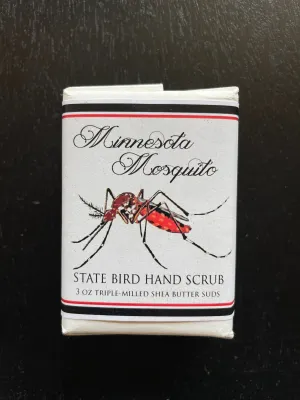 Minnesota
Mosquito
STATE BIRD HAND SCRUB
3 OZ TRIPLE-MILLED SHEA BUTTER SUDS